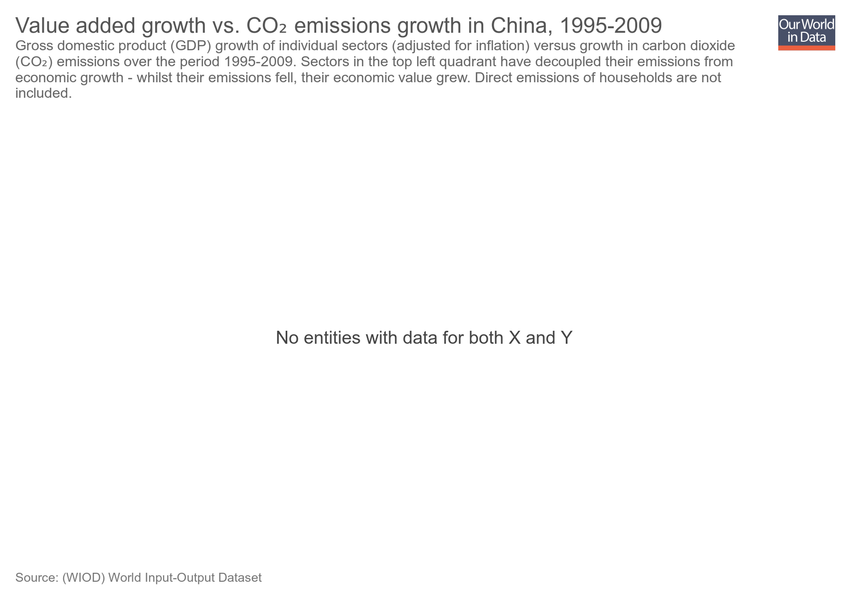 Value added growth vs. CO₂ emissions growth in China, 1995-2009
Our World
in Data
Gross domestic product (GDP) growth of individual sectors (adjusted for inflation) versus growth in carbon dioxide
(CO₂) emissions over the period 1995-2009. Sectors in the top left quadrant have decoupled their emissions from
economic growth - whilst their emissions fell, their economic value grew. Direct emissions of households are not
included.
No entities with data for both X and Y
Source: (WIOD) World Input-Output Dataset